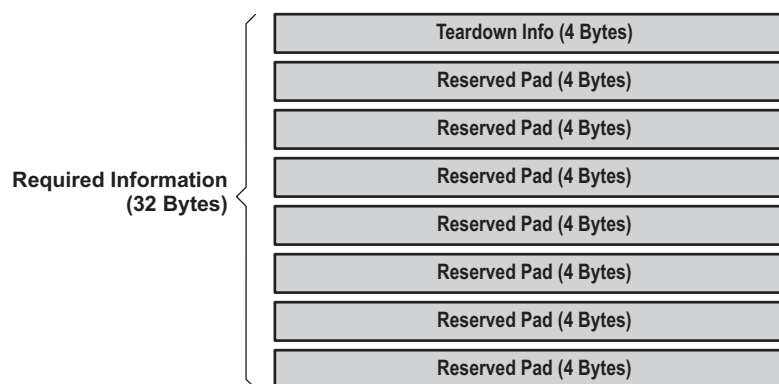 Teardown Info (4 Bytes)
Reserved Pad (4 Bytes)
Reserved Pad (4 Bytes)
Reserved Pad (4 Bytes)
Required Information
(32 Bytes)
Reserved Pad (4 Bytes)
Reserved Pad (4 Bytes)
Reserved Pad (4 Bytes)
Reserved Pad (4 Bytes)